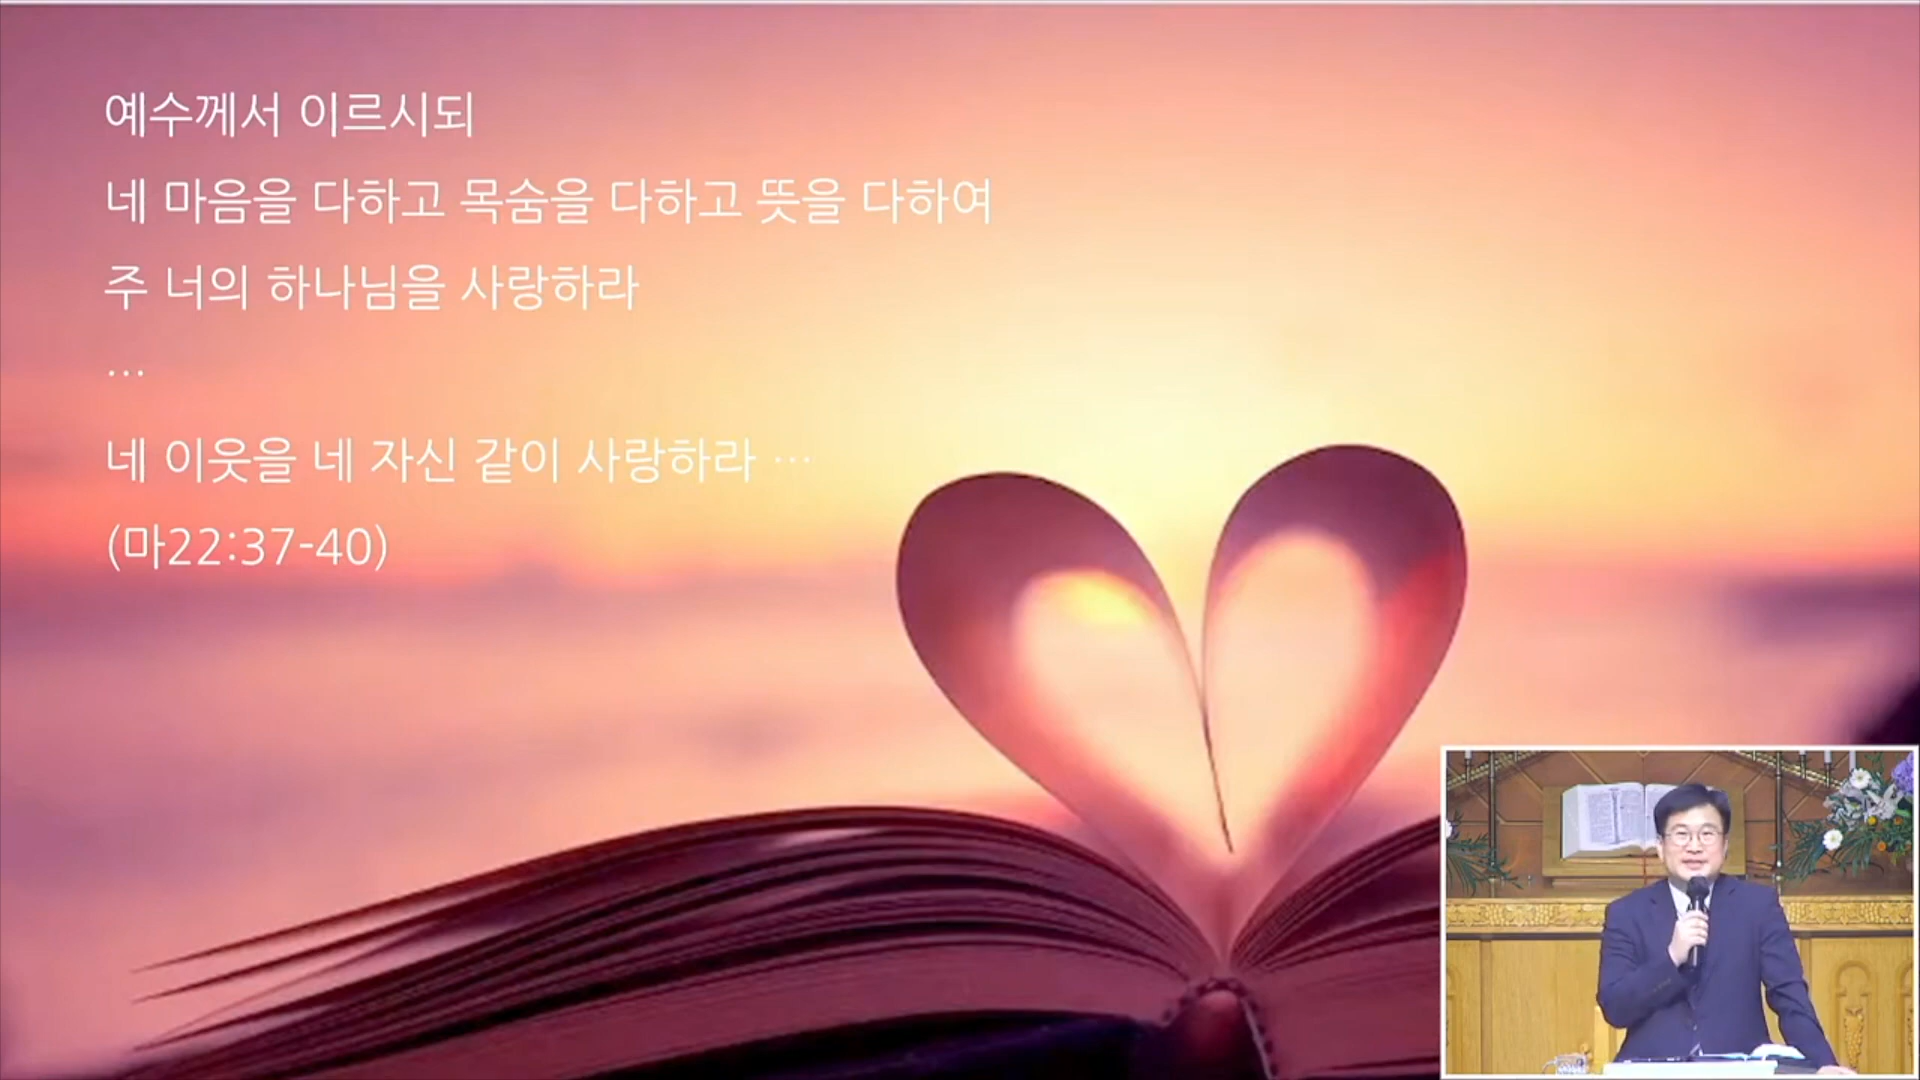 예수께서 이르시되
네 마음을 다하고 목숨을 다하고 뜻을 다하여
주 너의 하나님을 사랑하라
…
네 이웃을 네 자신 같이 사랑하라 …
(마22:37-40)